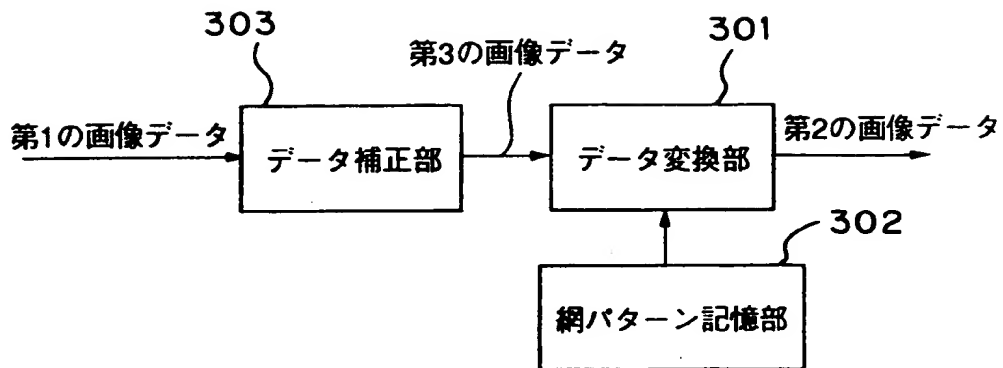 303
301
第3の画像データ
第1の画像データ
第2の画像データ
データ補正部
データ変換部
302
網パターン記憶部